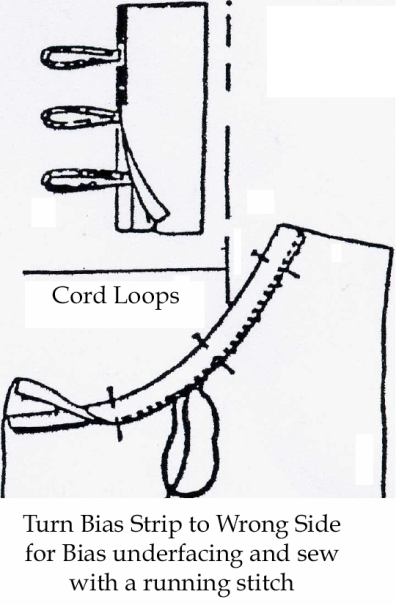 Cord Loops
Turn Bias Strip to Wrong Side
for Bias underfacing and sew
with a running stitch